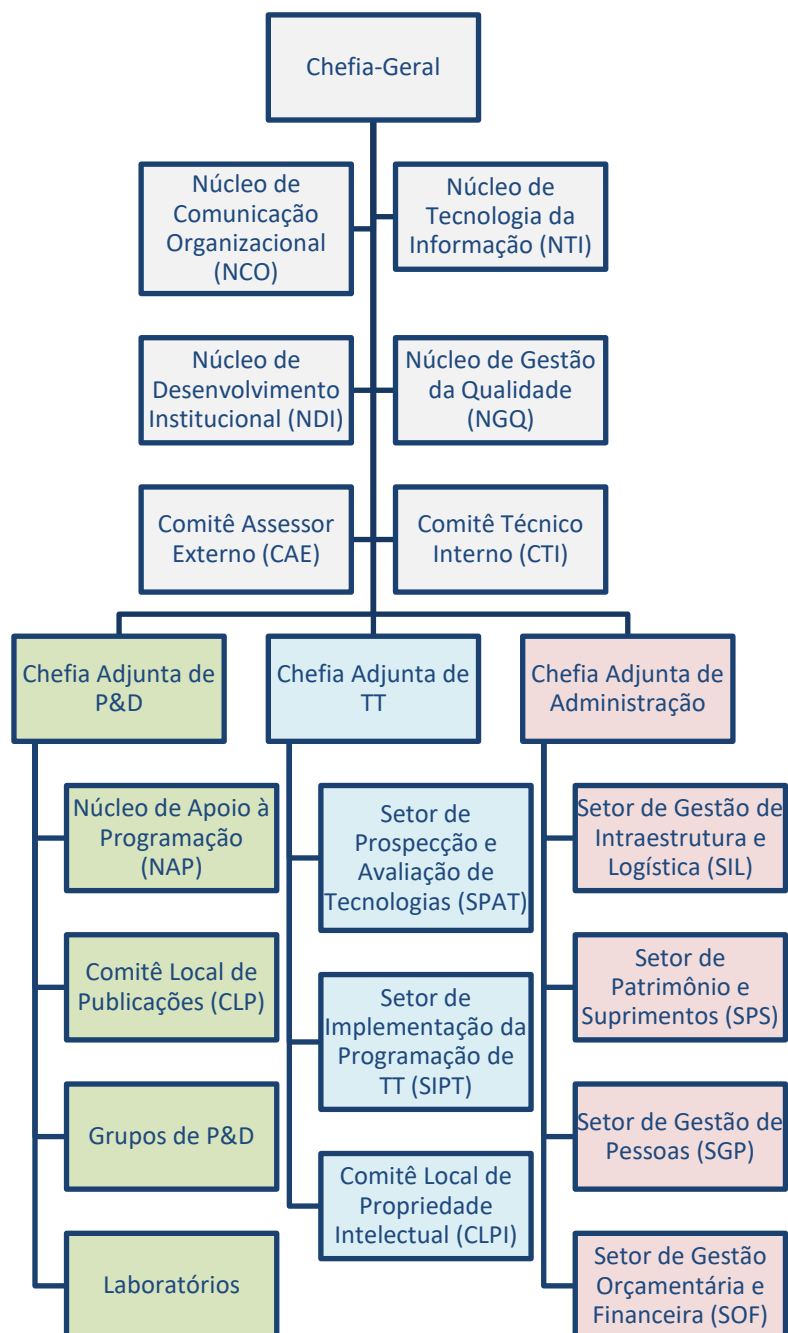 Chefia-Geral
Núcleo de
Comunicação
Organizacional
(NCO)
Núcleo de
Tecnologia da
Informação (NTI)
Núcleo de
Desenvolvimento
Institucional (NDI)
Núcleo de Gestão
da Qualidade
(NGQ)
Comitê Assessor
Externo (CAE)
Comitê Técnico
Interno (CTI)
Chefia Adjunta de
P&D
Núcleo de Apoio à
Programação
(NAP)
Comitê Local de
Publicações (CLP)
Grupos de P&D
Laboratórios
Chefia Adjunta de
TT
Setor de
Prospecção e
Avaliação de
Tecnologias (SPAT)
Setor de
Implementação da
Programação de
TT (SIPT)
Comitê Local de
Propriedade
Intelectual (CLPI)
Chefia Adjunta de
Administração
Setor de Gestão de
Intraestrutura e
Logística (SIL)
Setor de
Patrimônio e
Suprimentos (SPS)
Setor de Gestão de
Pessoas (SGP)
Setor de Gestão
Orçamentária e
Financeira (SOF)